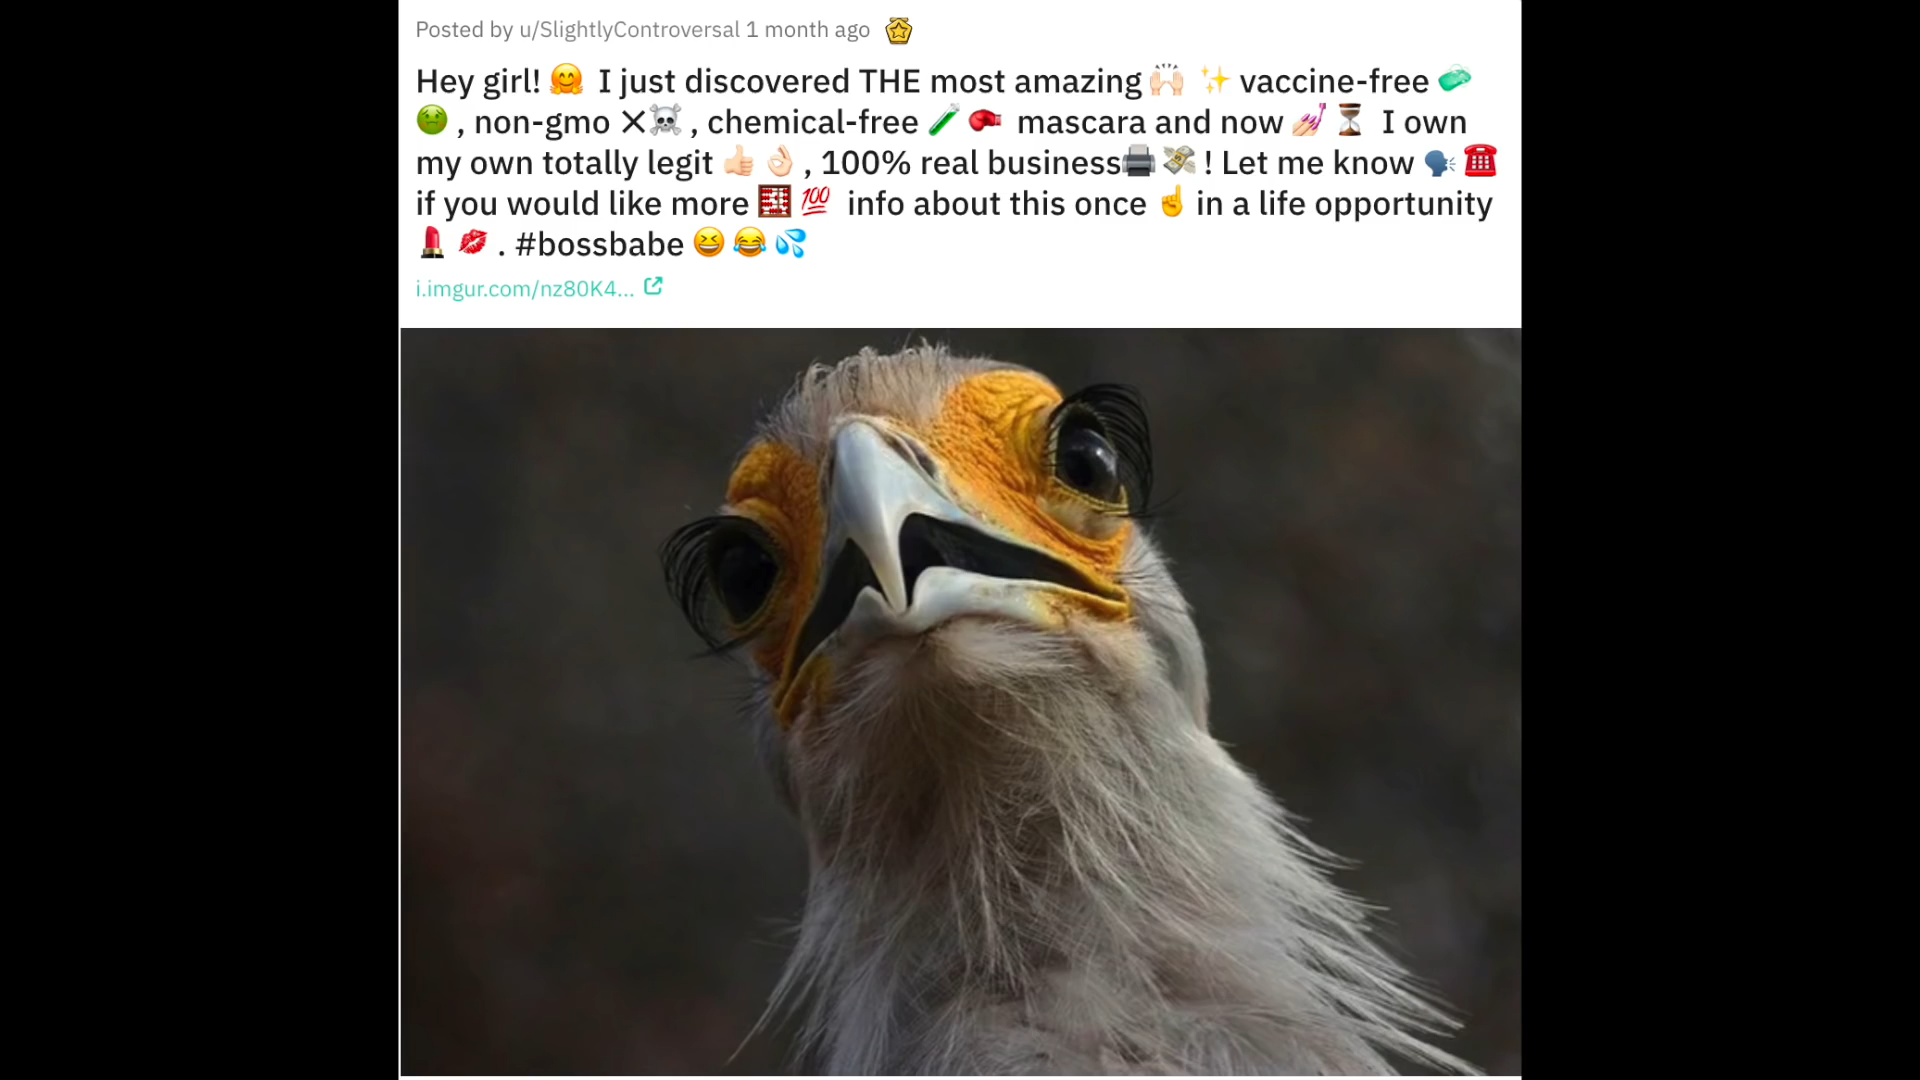 Posted by u/SlightlyControversal 1 month ago
Hey girl! 🤗 I just discovered THE most amazing 🙌🏻 ✨ vaccine-free 🧼
🤢 , non-gmo ✕☠️ , chemical-free 🧪 🥊 mascara and now 💅🏻 ⏳ I own
my own totally legit 👍🏻 👌🏻 , 100% real business🖨️ 💸 ! Let me know 🗣️ ☎️
if you would like more 🧮 💯 info about this once ☝️ in a life opportunity
💄 💋 . #bossbabe 😆 😂 💦
i.imgur.com/nz80K4...